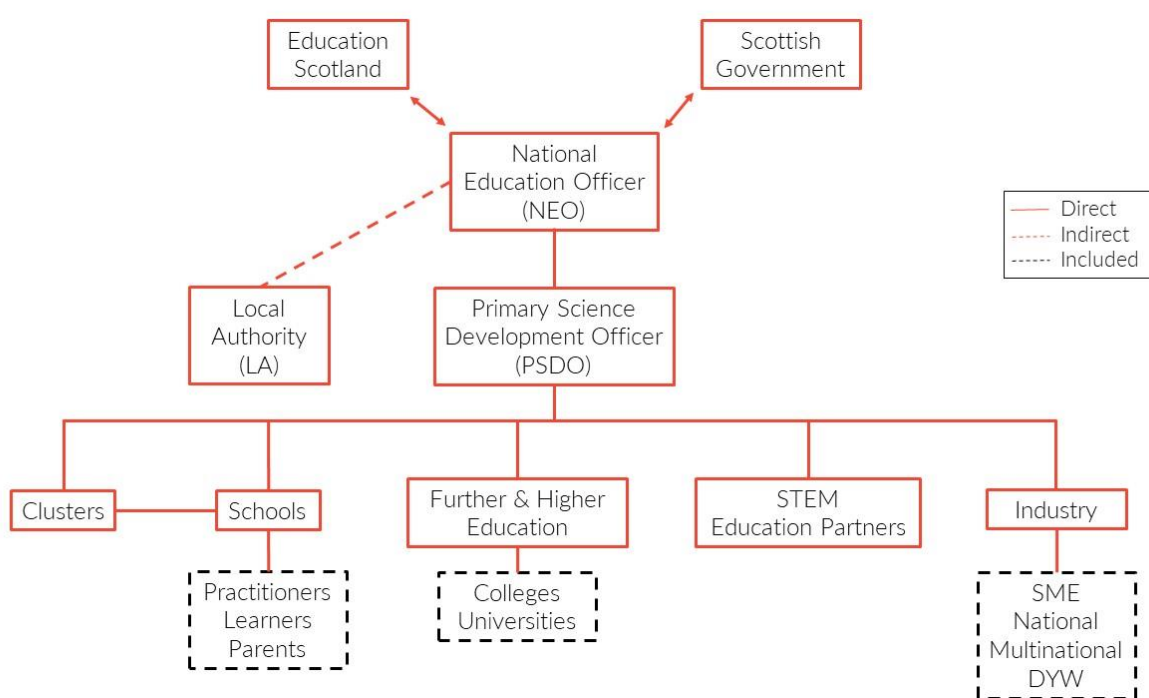 Education
Scotland
Scottish
Government
National
Education Officer
(NEO)
Direct
Indirect
Included
Local
Authority
(LA)
Primary Science
Development Officer
(PSDO)
Clusters
Schools
Further & Higher
Education
STEM
Education Partners
Industry
Practitioners
Learners
Parents
Colleges
Universities
SME
National
Multinational
DYW